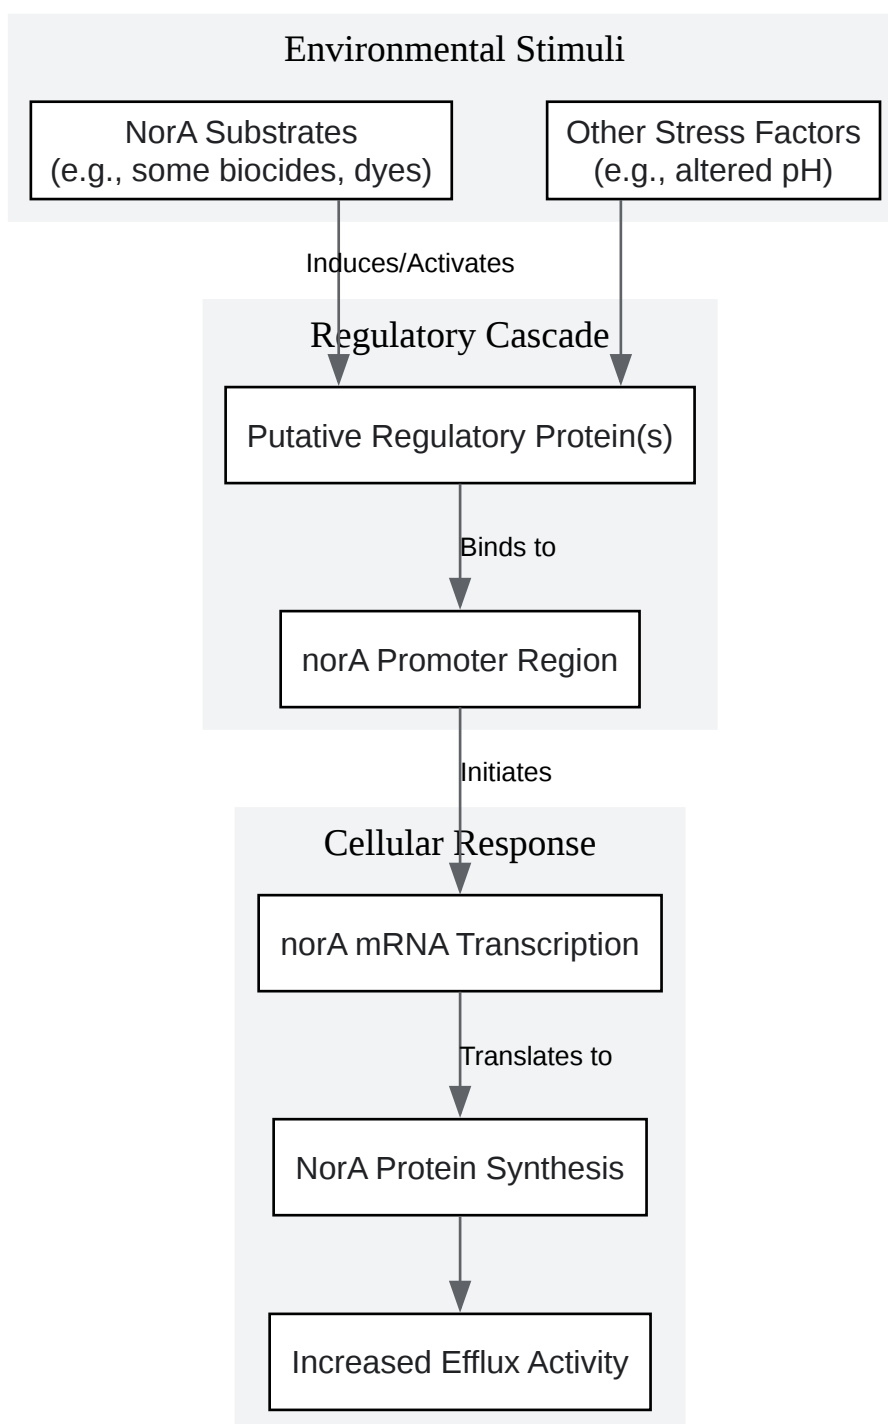 Environmental Stimuli
NorA Substrates
(e.g., some biocides, dyes)
Other Stress Factors
(e.g., altered pH)
Induces/Activates
Regulatory Cascade
Putative Regulatory Protein(s)
Binds to
norA Promoter Region
Initiates
Cellular Response
norA mRNA Transcription
Translates to
NorA Protein Synthesis
Increased Efflux Activity